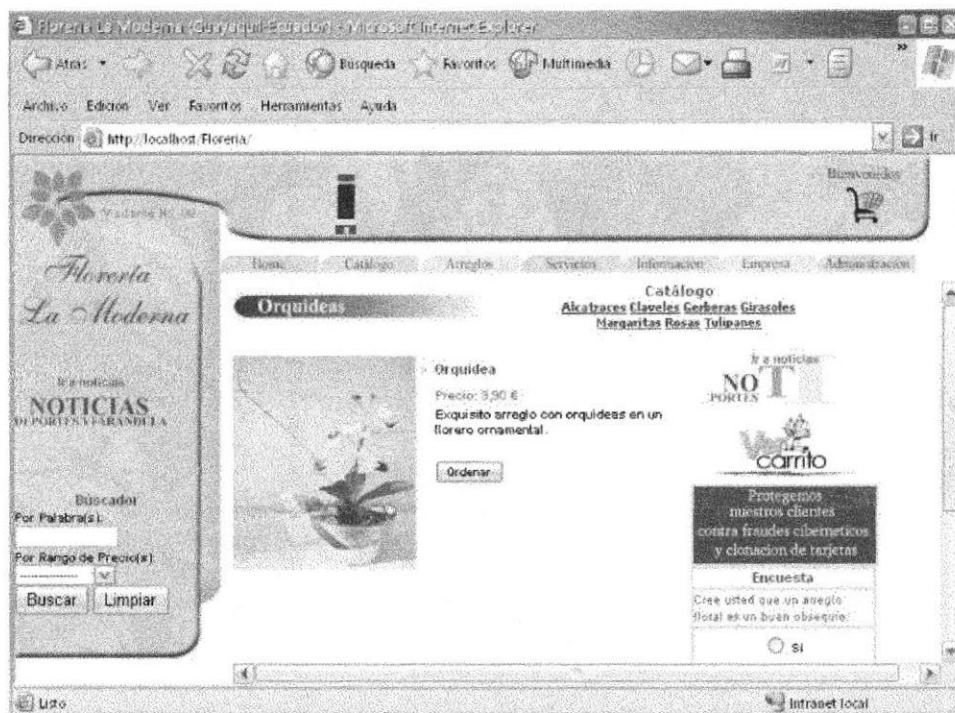 Floreria La Moderna (Guayaquil-Ecuador) - Microsoft Internet Explorer
Atrás Búsqueda Favoritos Multimedia
Archivo Edición Ver Favoritos Herramientas Ayuda
Dirección http://localhost/Floreria/ Ir
Bienvenidos
Florería
La Moderna
Home Catálogo Arreglos Servicios Información Empresa Administración
Orquideas
Catálogo
Alcatraces Claveles Gerberas Girasoles
Margaritas Rosas Tulipanes
Ir a noticias
NOTICIAS
DEPORTES Y FARANDULA
Buscador
Por Palabra(s):
Por Rango de Precio(s):
---------------
Buscar Limpiar
Orquidea
Precio: 3,90 €
Exquisito arreglo con orquideas en un
florero ornamental.
Ordenar
Ir a noticias
NO T
PORTES
Ver
carrito
Protegemos
nuestros clientes
contra fraudes ciberneticos
y clonacion de tarjetas
Encuesta
Cree usted que un arreglo
floral es un buen obsequio:
Si
Listo Intranet local